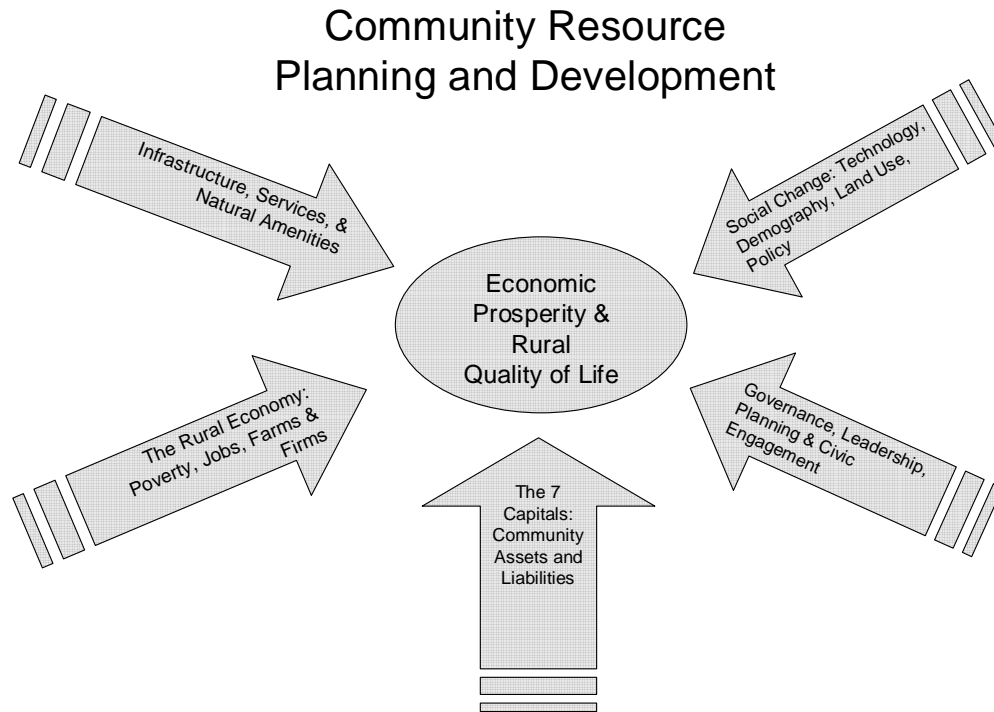 Community Resource
Planning and Development
Infrastructure, Services, &
Natural Amenities
Social Change: Technology,
Demography, Land Use,
Policy
Economic
Prosperity &
Rural
Quality of Life
The Rural Economy:
Poverty, Jobs, Farms &
Firms
Governance, Leadership,
Planning & Civic
Engagement
The 7
Capitals:
Community
Assets and
Liabilities